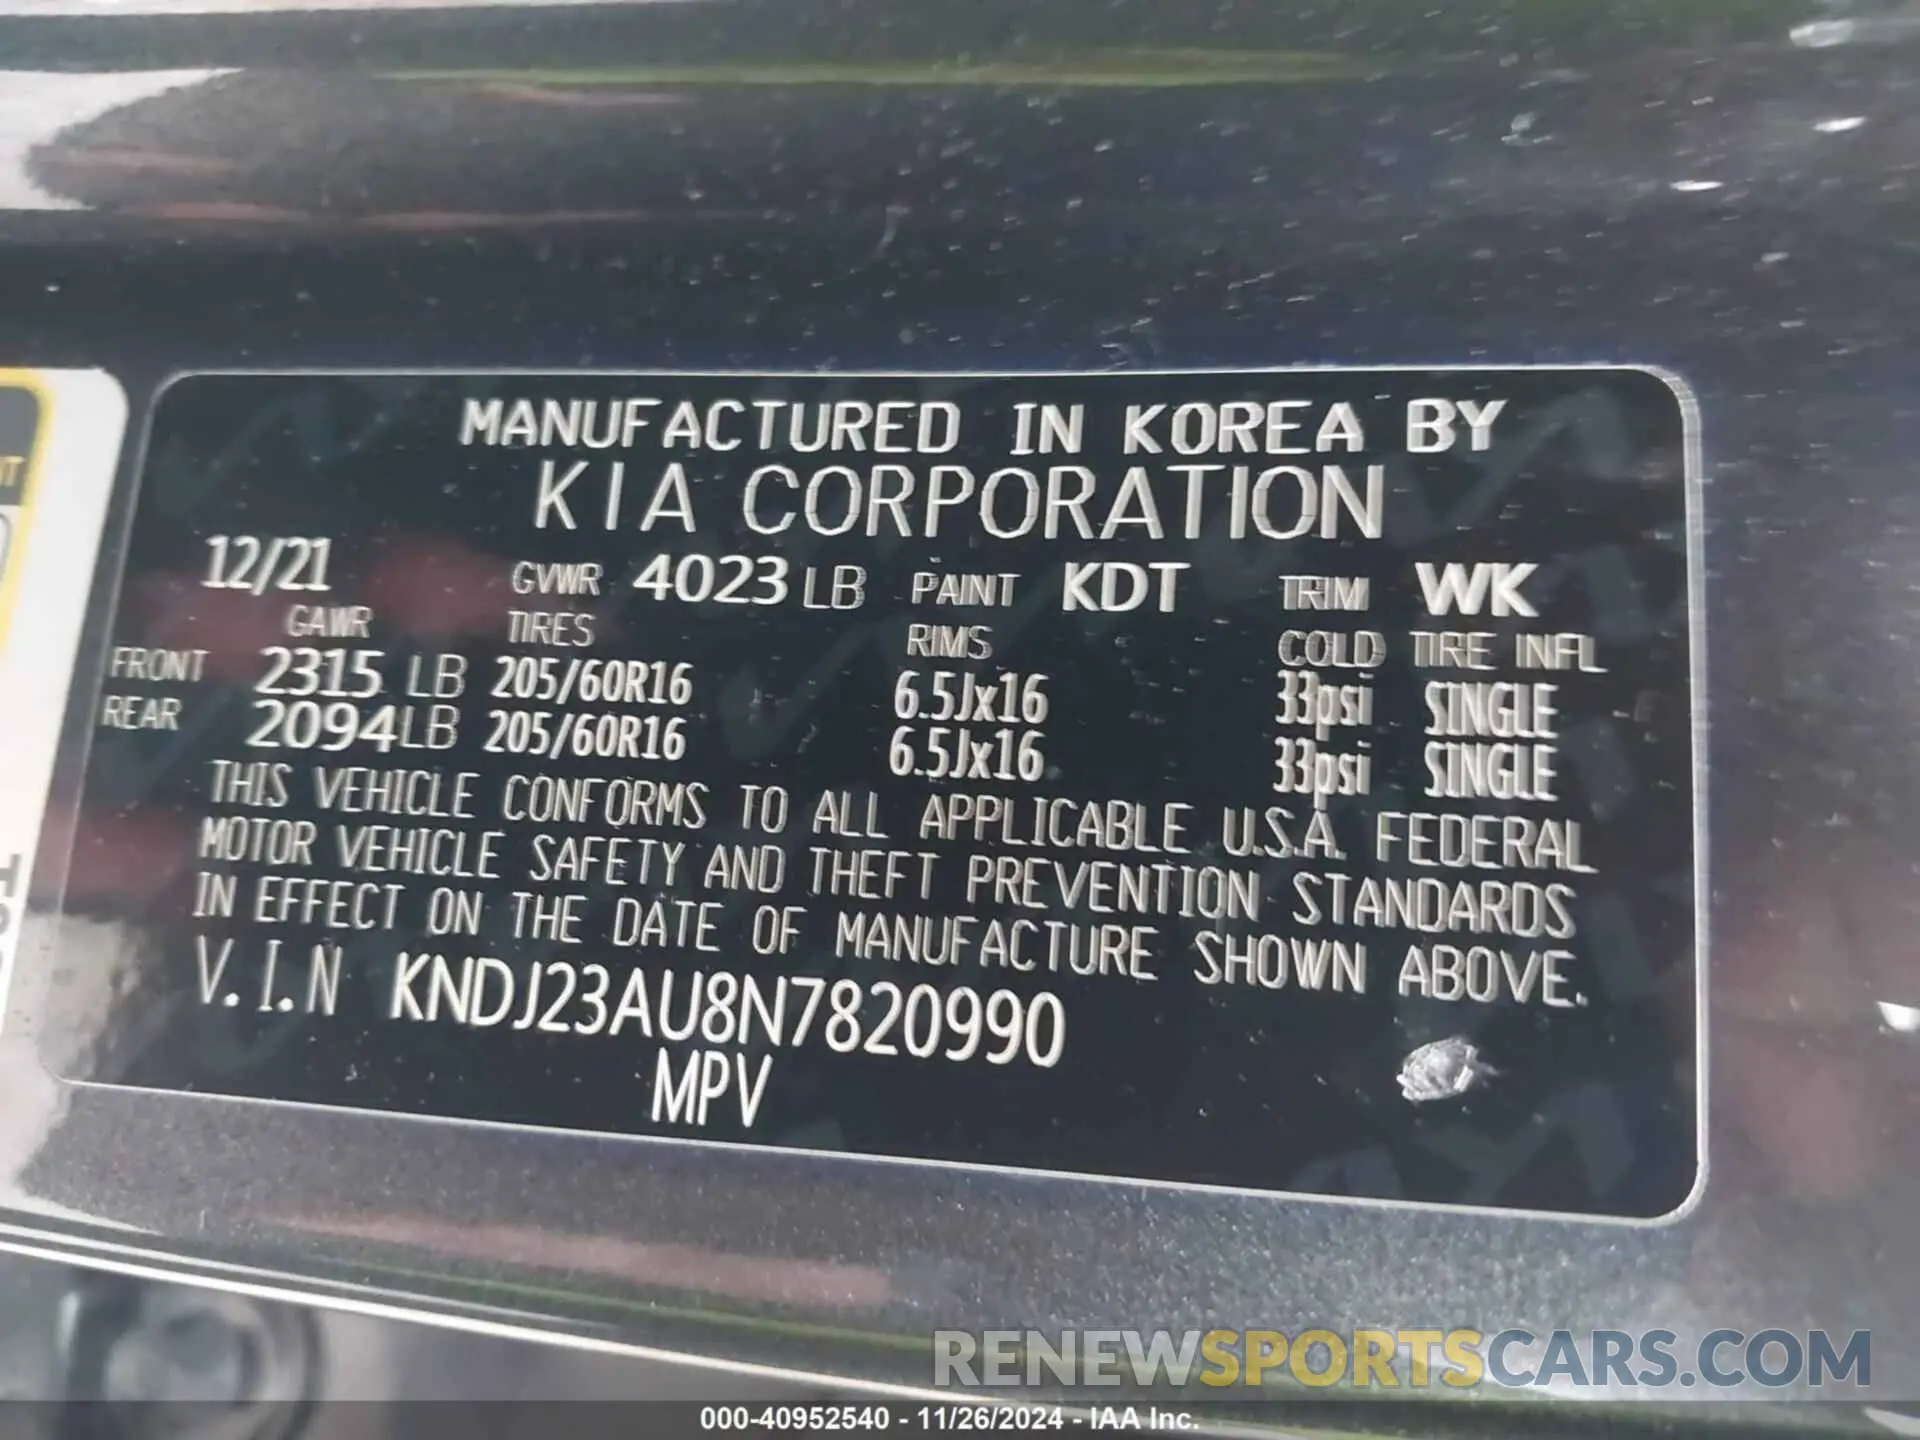 MANUFACTURED IN KOREA BY
KIA CORPORATION
12/21 GVWR 4023 LB PAINT KDT TRIM WK
GAWR TIRES RIMS COLD TIRE INFL
FRONT 2315 LB 205/60R16 6.5Jx16 33psi SINGLE
REAR 2094 LB 205/60R16 6.5Jx16 33psi SINGLE
THIS VEHICLE CONFORMS TO ALL APPLICABLE U.S.A. FEDERAL
MOTOR VEHICLE SAFETY AND THEFT PREVENTION STANDARDS
IN EFFECT ON THE DATE OF MANUFACTURE SHOWN ABOVE.
V.I.N KNDJ23AU8N7820990
MPV
RENEWSPORTSCARS.COM
000-40952540 - 11/26/2024 - IAA Inc.